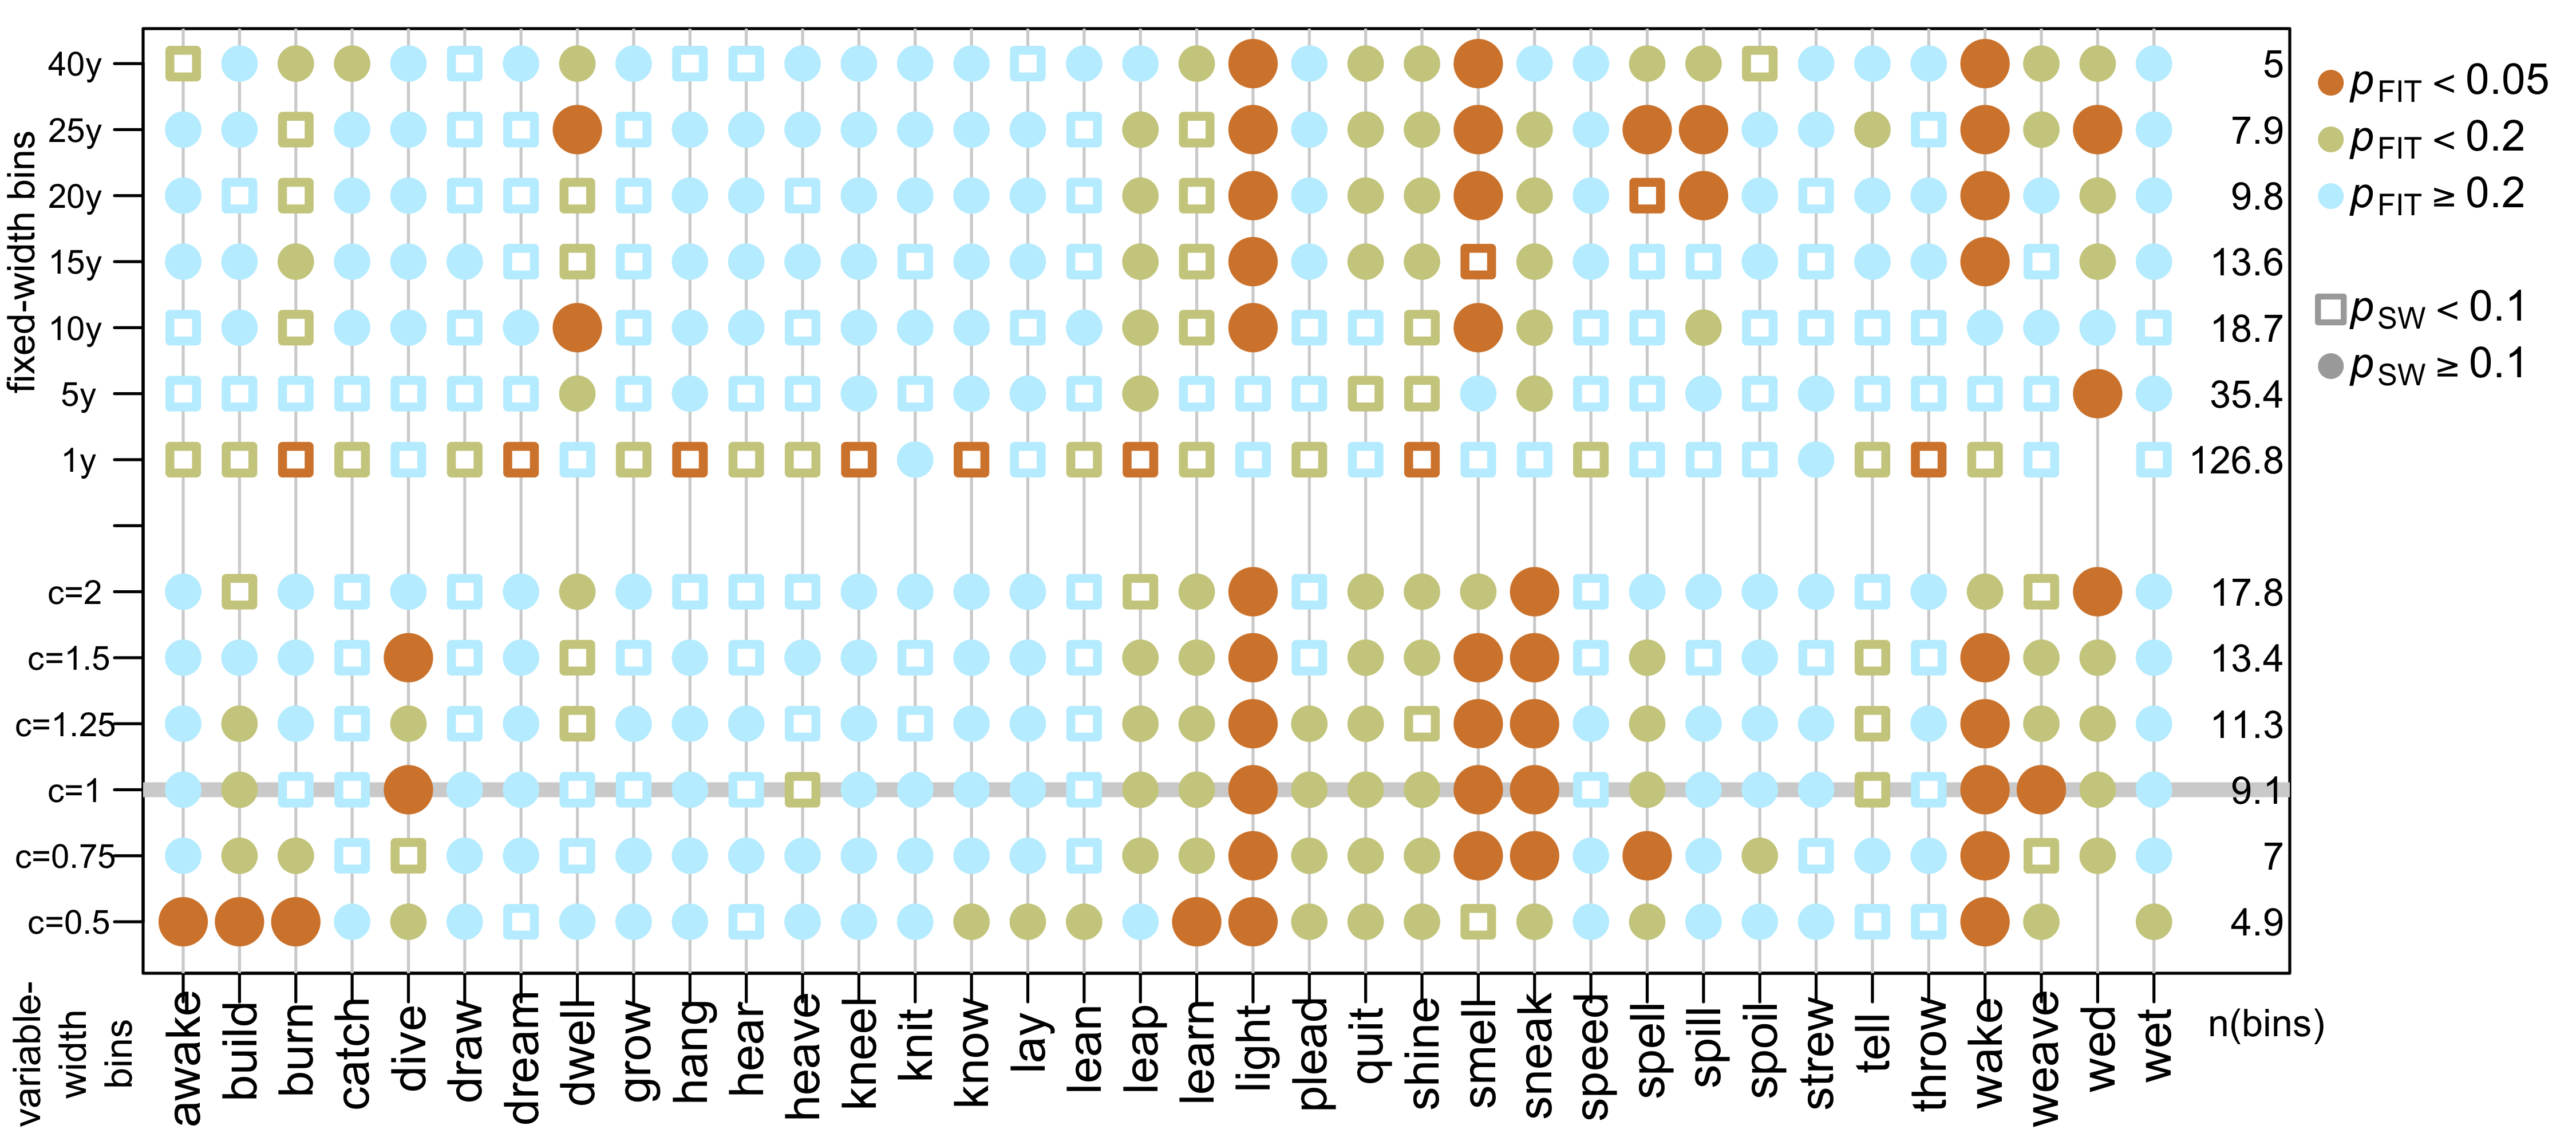 fixed-width bins
40y
25y
20y
15y
10y
5y
1y
c=2
c=1.5
c=1.25
c=1
c=0.75
c=0.5
variable-
width
bins
5
7.9
9.8
13.6
18.7
35.4
126.8
17.8
13.4
11.3
9.1
7
4.9
n(bins)
awake
build
burn
catch
dive
draw
dream
dwell
grow
hang
hear
heave
kneel
knit
know
lay
lean
leap
learn
light
plead
quit
shine
smell
sneak
speed
spell
spill
spoil
strew
tell
throw
wake
weave
wed
wet
pFIT < 0.05
pFIT < 0.2
pFIT ≥ 0.2
pSW < 0.1
pSW ≥ 0.1